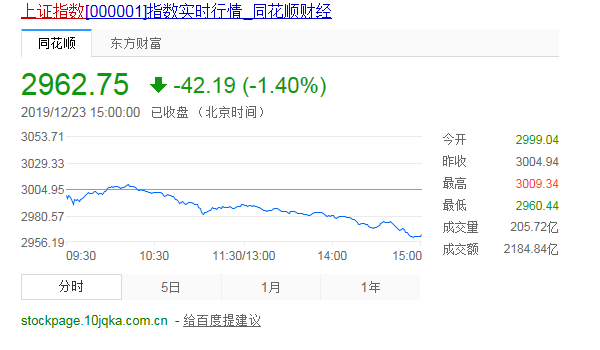 上证指数[000001]指数实时行情_同花顺财经
同花顺 东方财富
2962.75 -42.19 (-1.40%)
2019/12/23 15:00:00 已收盘 (北京时间)
3053.71
3029.33
3004.95
2980.57
2956.19
09:30 10:30 11:30/13:00 14:00 15:00
今开 2999.04
昨收 3004.94
最高 3009.34
最低 2960.44
成交量 205.72亿
成交额 2184.84亿
分时 5日 1月 1年
stockpage.10jqka.com.cn - 给百度提建议